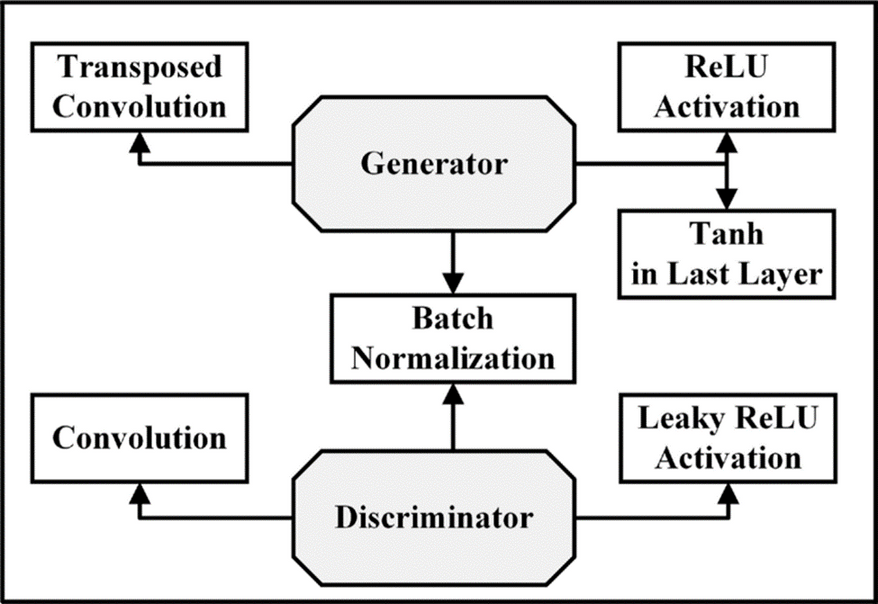 Transposed
Convolution
Generator
ReLU
Activation
Tanh
in Last Layer
Batch
Normalization
Convolution
Discriminator
Leaky ReLU
Activation